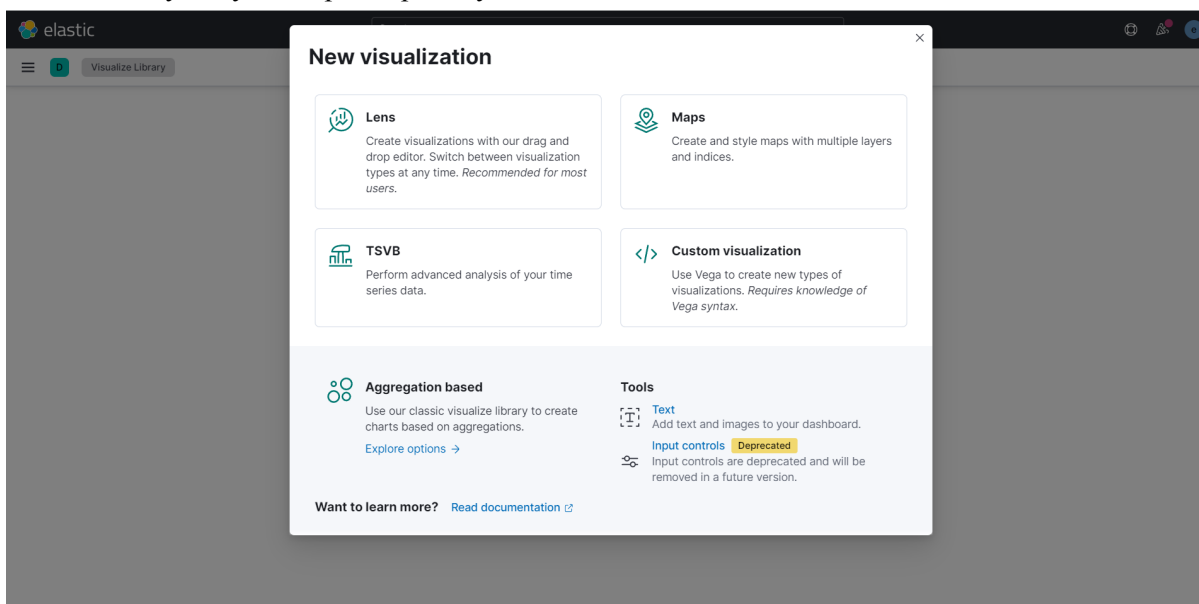 elastic
D
Visualize Library
e
New visualization
Lens
Create visualizations with our drag and
drop editor. Switch between visualization
types at any time. Recommended for most
users.
Maps
Create and style maps with multiple layers
and indices.
TSVB
Perform advanced analysis of your time
series data.
Custom visualization
Use Vega to create new types of
visualizations. Requires knowledge of
Vega syntax.
Aggregation based
Use our classic visualize library to create
charts based on aggregations.
Explore options →
Tools
Text
Add text and images to your dashboard.
Input controls Deprecated
Input controls are deprecated and will be
removed in a future version.
Want to learn more? Read documentation